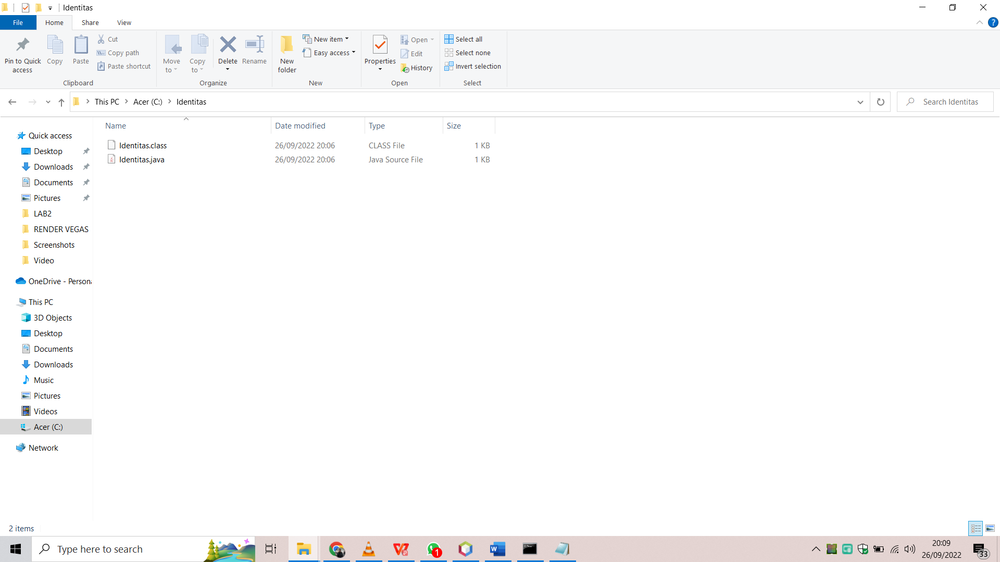 Identitas
File Home Share View
Pin to Quick access
Copy
Paste
Cut
Copy path
Paste shortcut
Clipboard
Move to
Copy to
Delete
Rename
Organize
New folder
New item
Easy access
New
Properties
Open
Edit
History
Open
Select all
Select none
Invert selection
Select
This PC > Acer (C:) > Identitas
Search Identitas
Name Date modified Type Size
Identitas.class 26/09/2022 20:06 CLASS File 1 KB
Identitas.java 26/09/2022 20:06 Java Source File 1 KB
Quick access
Desktop
Downloads
Documents
Pictures
LAB2
RENDER VEGAS
Screenshots
Video
OneDrive - Persona
This PC
3D Objects
Desktop
Documents
Downloads
Music
Pictures
Videos
Acer (C:)
Network
2 items
Type here to search
1
20:09
26/09/2022
33